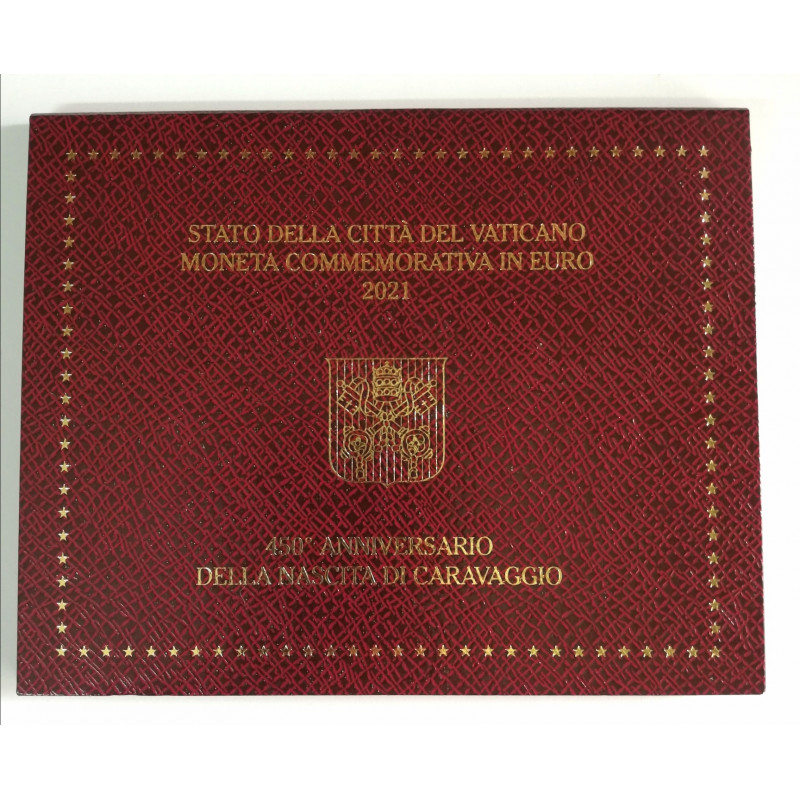 STATO DELLA CITTÀ DEL VATICANO
MONETA COMMEMORATIVA IN EURO
2021
450° ANNIVERSARIO
DELLA NASCITA DI CARAVAGGIO